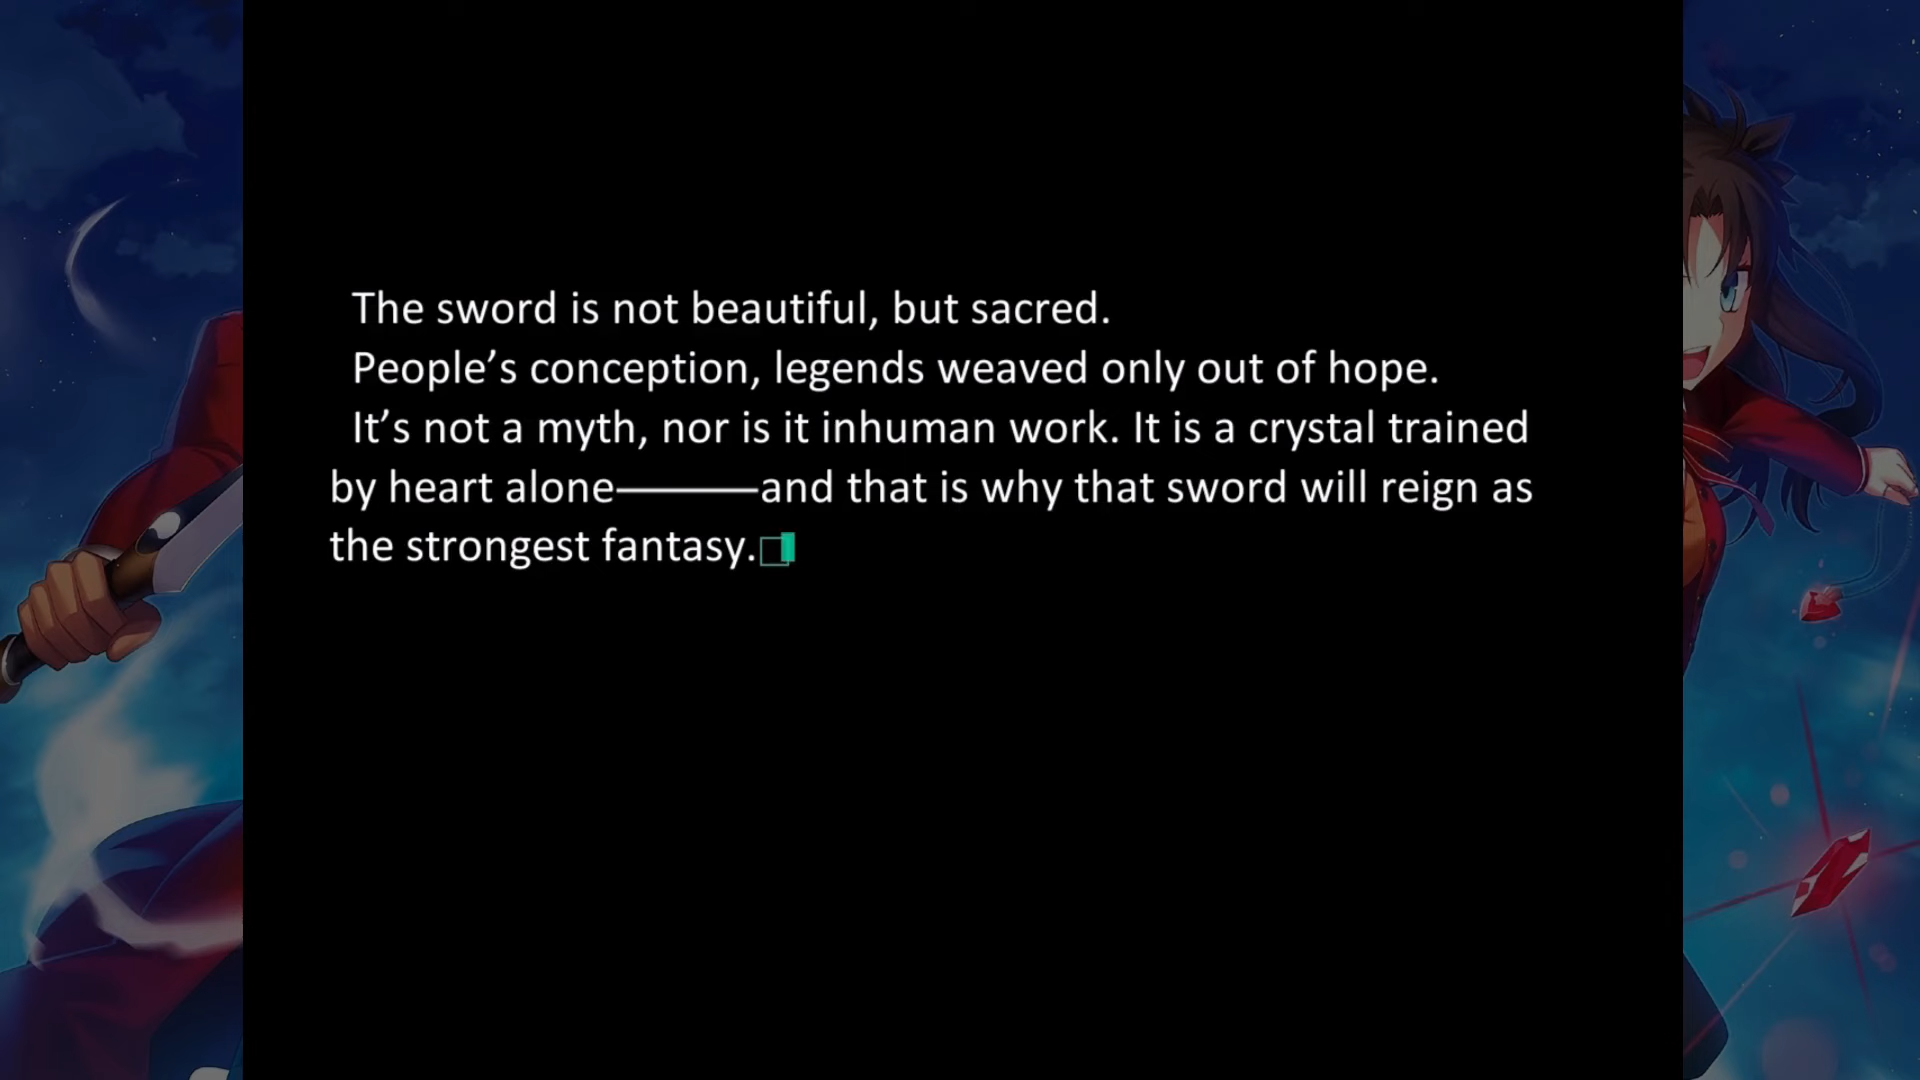 The sword is not beautiful, but sacred.
People’s conception, legends weaved only out of hope.
It’s not a myth, nor is it inhuman work. It is a crystal trained
by heart alone———and that is why that sword will reign as
the strongest fantasy.